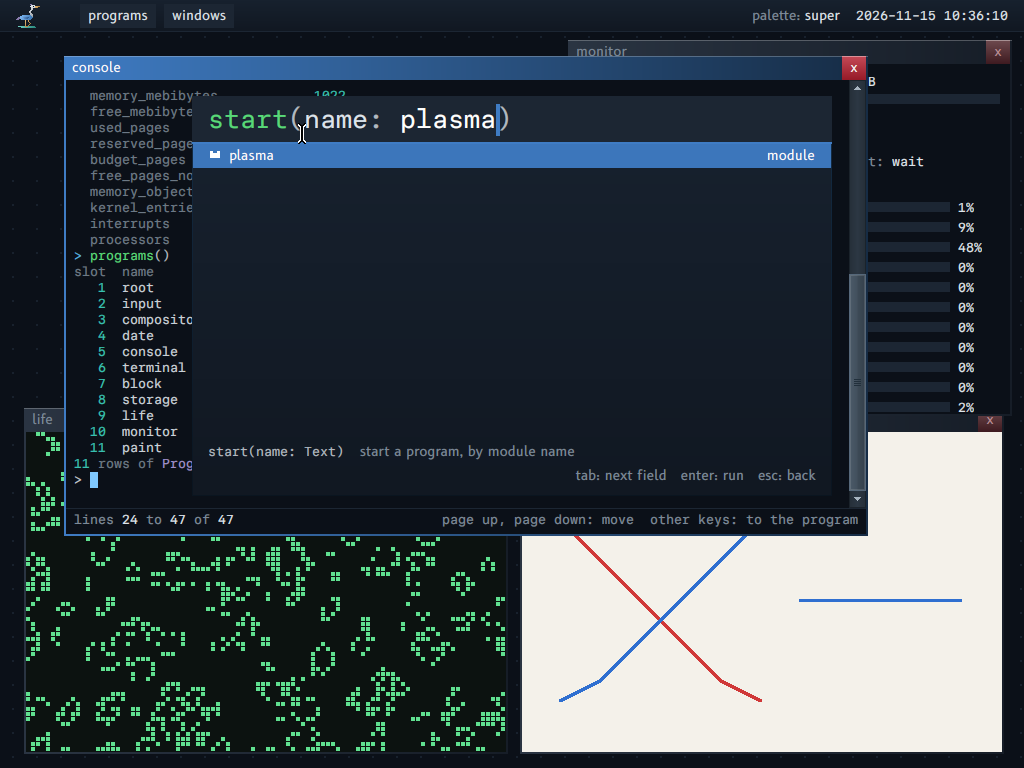 programs windows palette: super 2026-11-15 10:36:10
monitor x
console x
B
memory_mebibytes 1022
free_mebibyte
used_pages
reserved_page
budget_pages
free_pages_no
memory_object
kernel_entrie
interrupts
processors
> programs()
slot name
1 root
2 input
3 composito
4 date
5 console
6 terminal
7 block
8 storage
9 life
10 monitor
11 paint
11 rows of Prog
>
start(name: plasma)
plasma module
start(name: Text) start a program, by module name
tab: next field enter: run esc: back
lines 24 to 47 of 47 page up, page down: move other keys: to the program
t: wait
1%
9%
48%
0%
0%
0%
0%
0%
0%
0%
2%
life
x